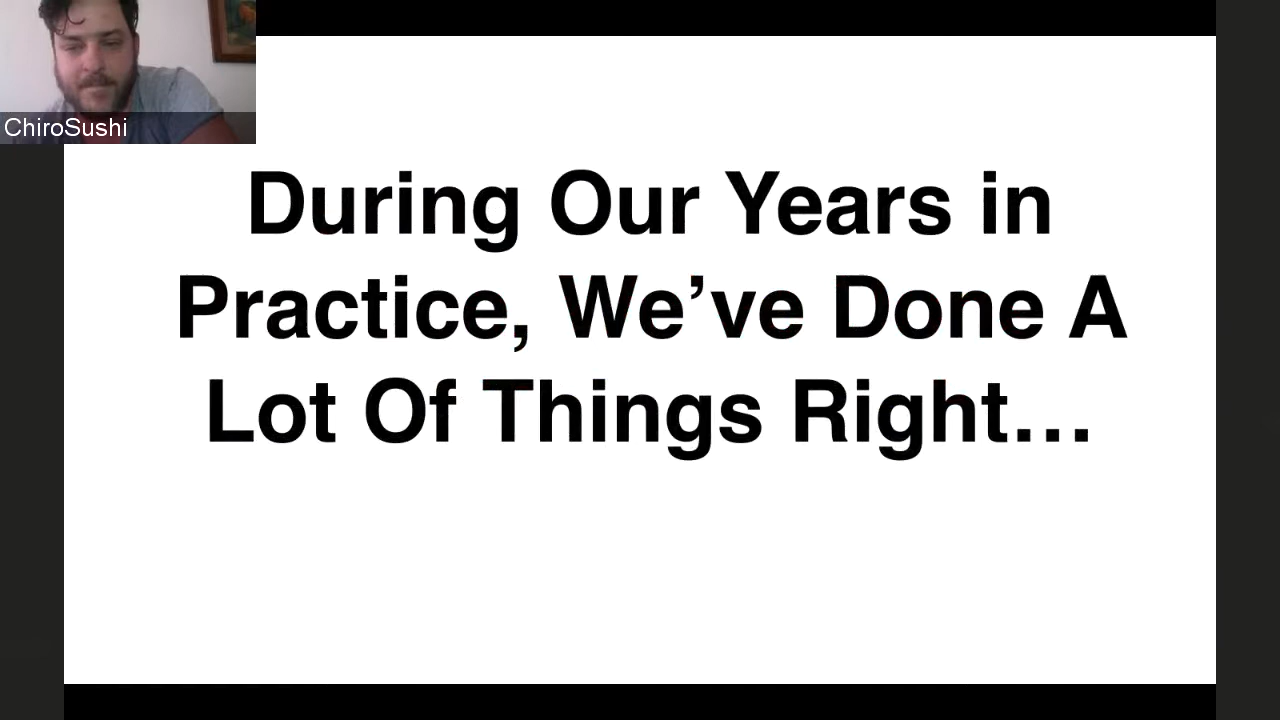 ChiroSushi
During Our Years in
Practice, We’ve Done A
Lot Of Things Right…